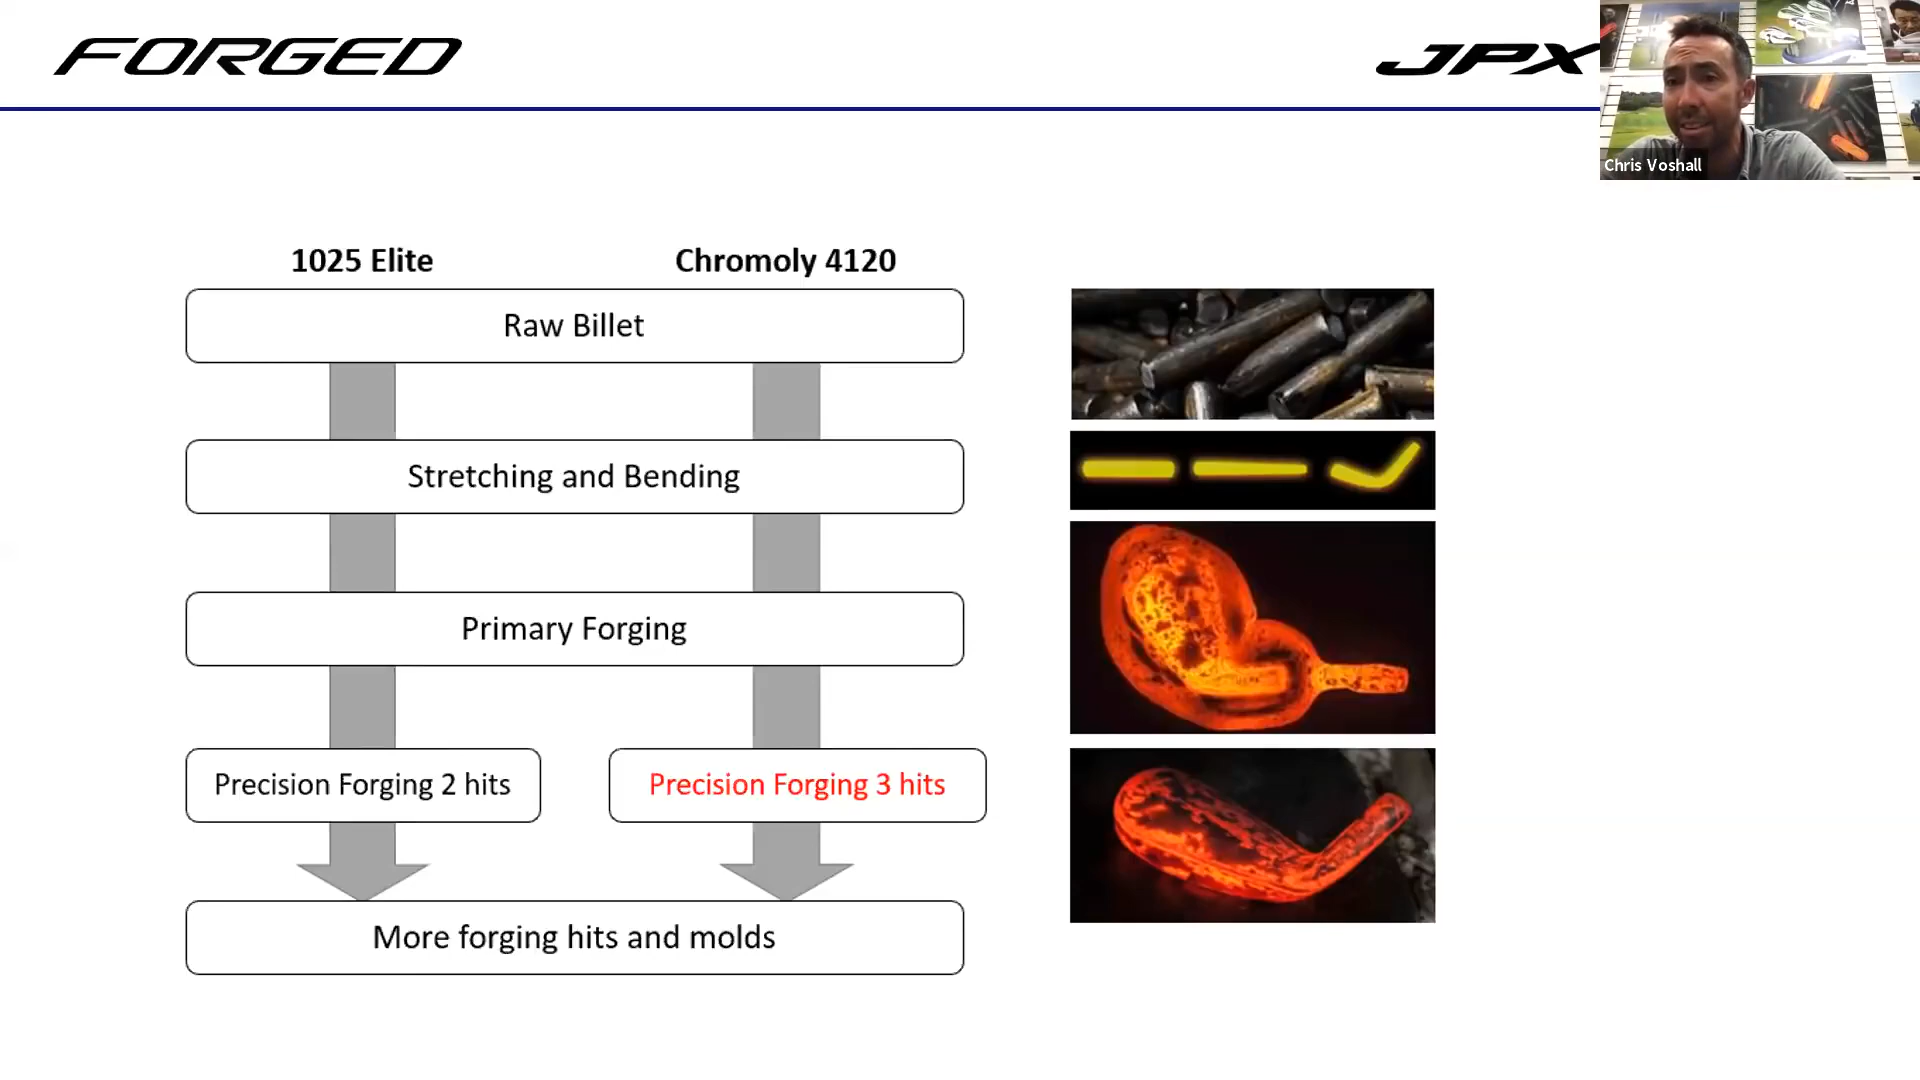 FORGED
JPX
Chris Voshall
1025 Elite
Chromoly 4120
Raw Billet
Stretching and Bending
Primary Forging
Precision Forging 2 hits
Precision Forging 3 hits
More forging hits and molds